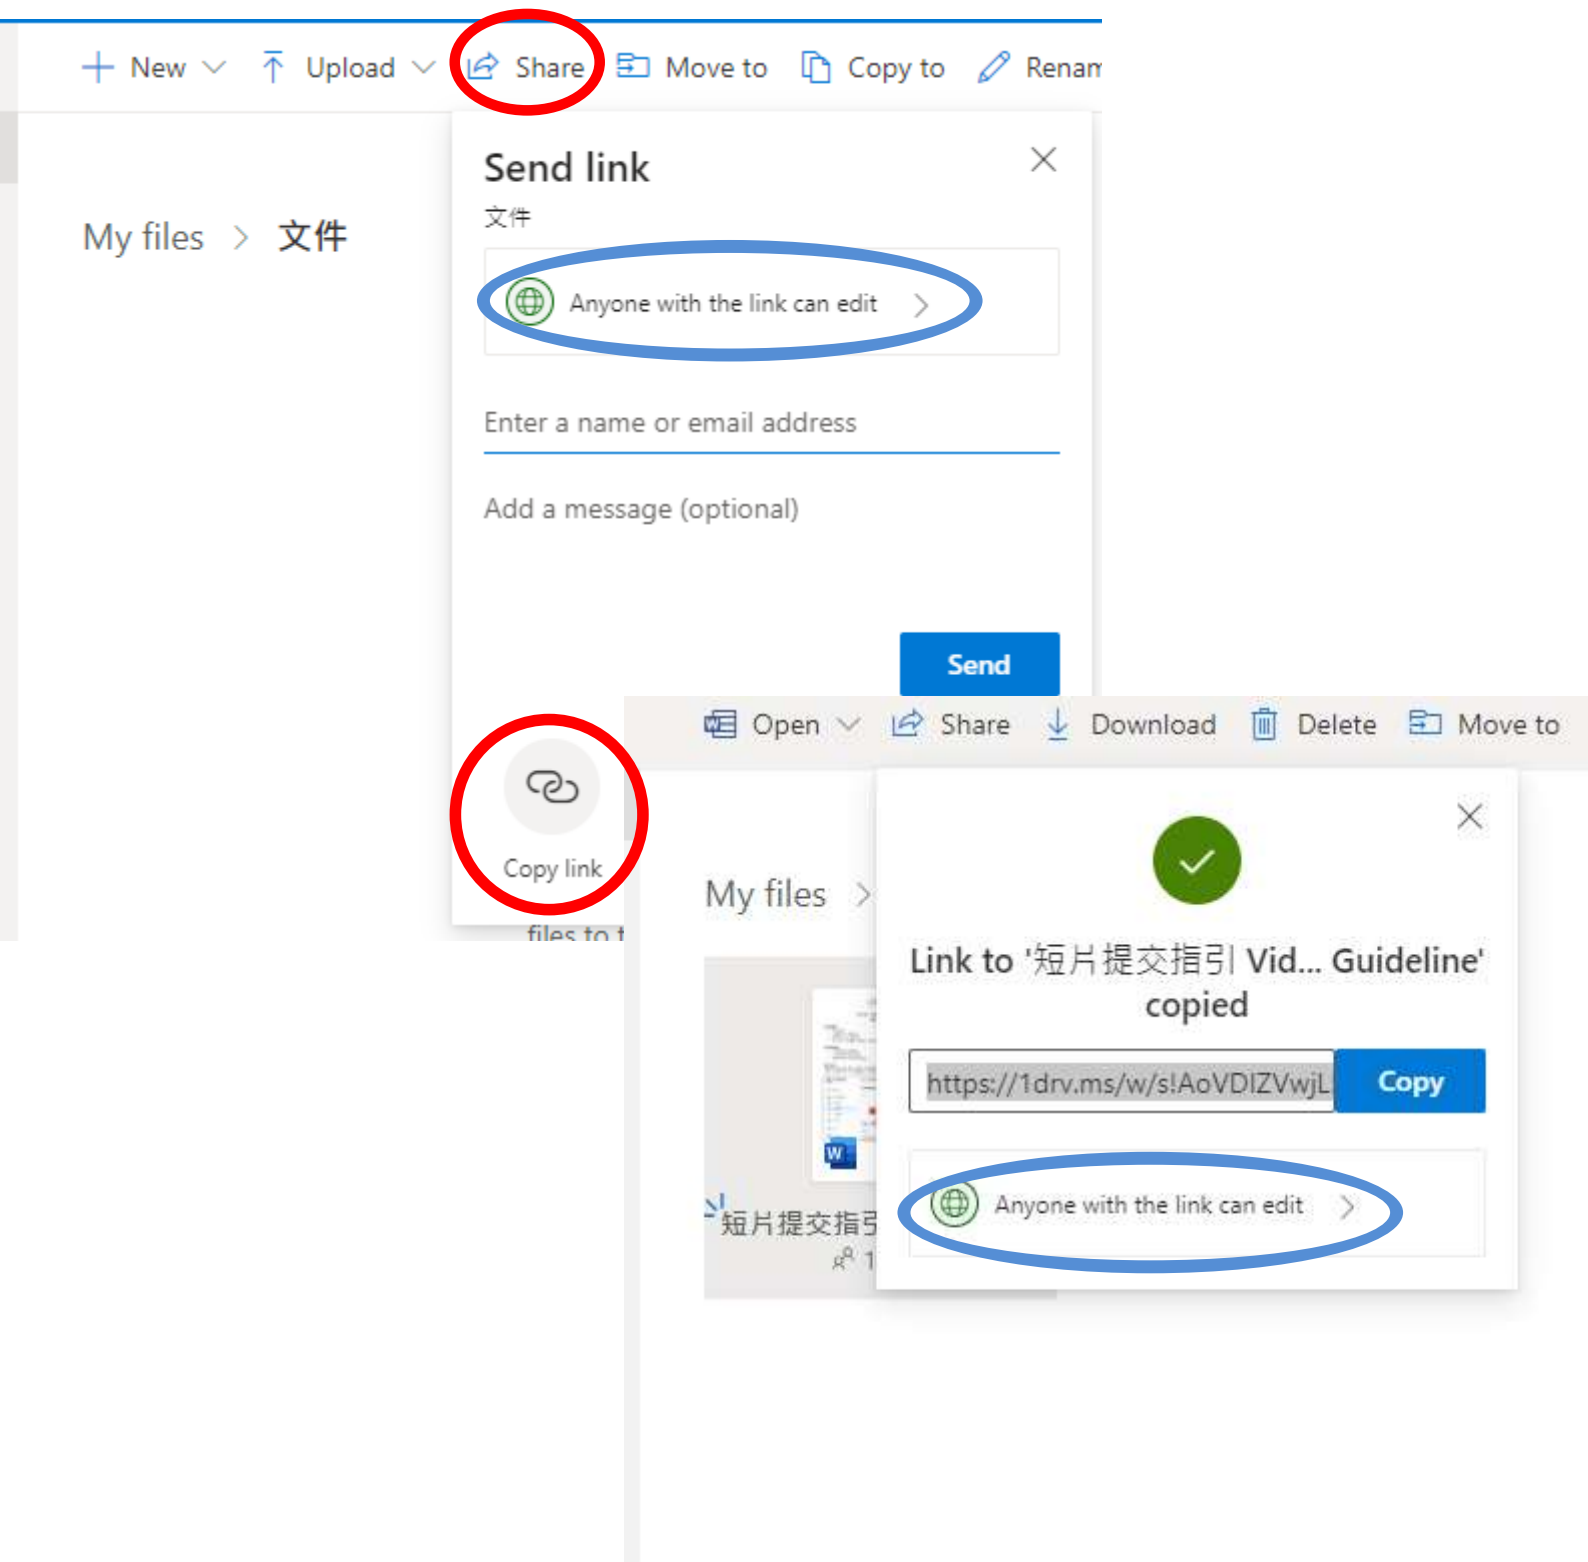 New Upload Share Move to Copy to Renam
Send link
文件
My files > 文件
Anyone with the link can edit
Enter a name or email address
Add a message (optional)
Send
Copy link
files to t
Open Share Download Delete Move to
My files >
Link to '短片提交指引 Vid... Guideline'
copied
https://1drv.ms/w/s!AoVDIZVwjL
Copy
W
短片提交指引
Anyone with the link can edit
1